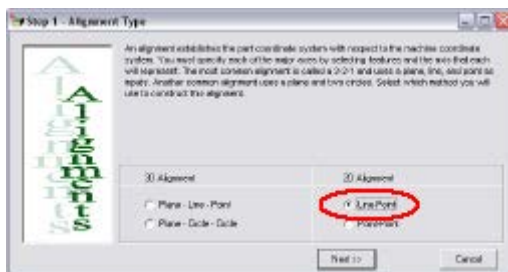 Step 1 - Alignment Type
An alignment establishes the part coordinate system with respect to the machine coordinate
system. You must specify each of the major axes by selecting features and the axis that each
will represent. The most common alignment is called a 3-2-1 and uses a plane, line, and point as
inputs. Another common alignment uses a plane and two circles. Select which method you will
use to construct this alignment.
Alignments
3D Alignment
2D Alignment
Plane - Line - Point
Line-Point
Plane - Circle - Circle
Point-Point
Next >>
Cancel